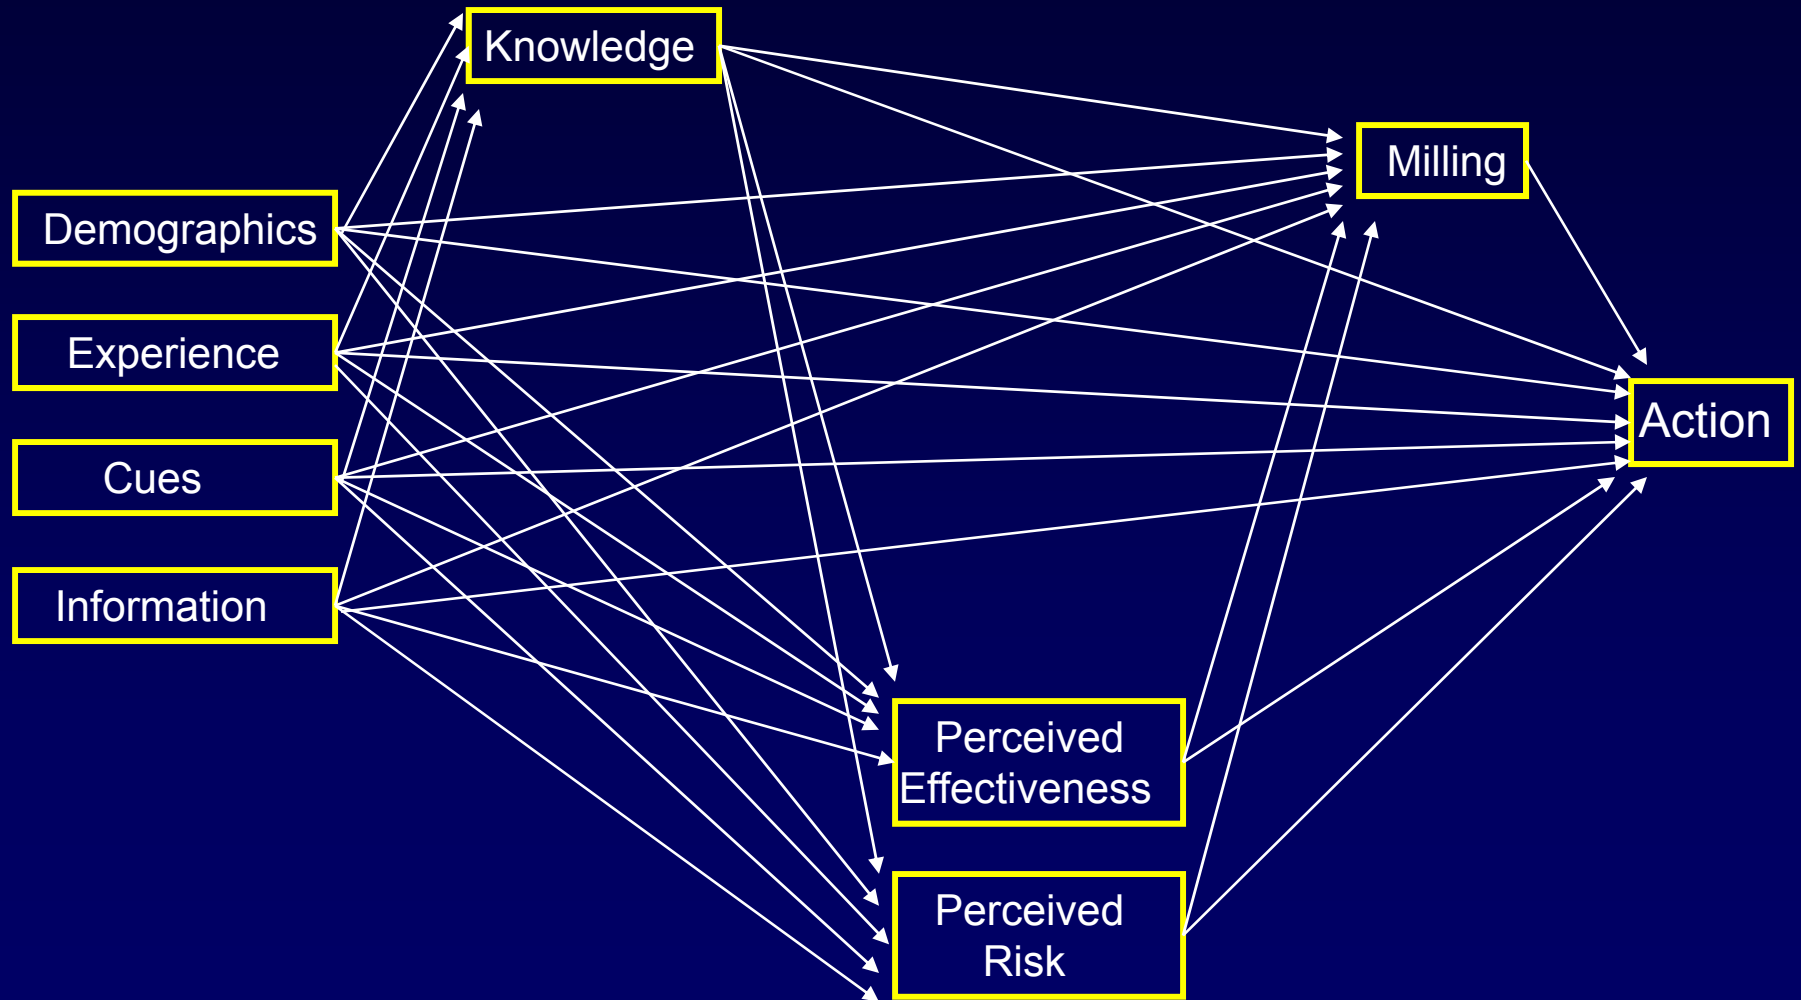 Knowledge
Milling
Demographics
Experience
Action
Cues
Information
Perceived
Effectiveness
Perceived
Risk